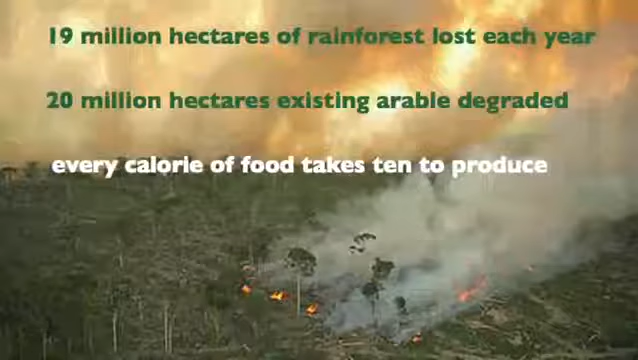 19 million hectares of rainforest lost each year
20 million hectares existing arable degraded
every calorie of food takes ten to produce